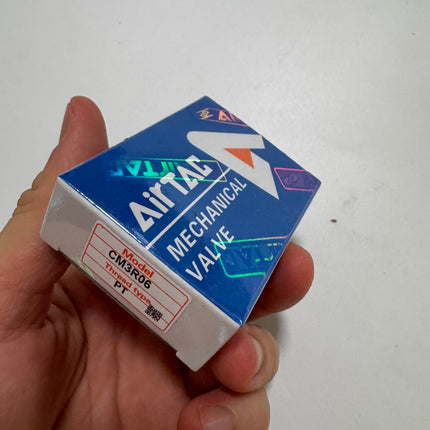 AirTAC
MECHANICAL
VALVE
Model
CM3R06
Thread type
PT